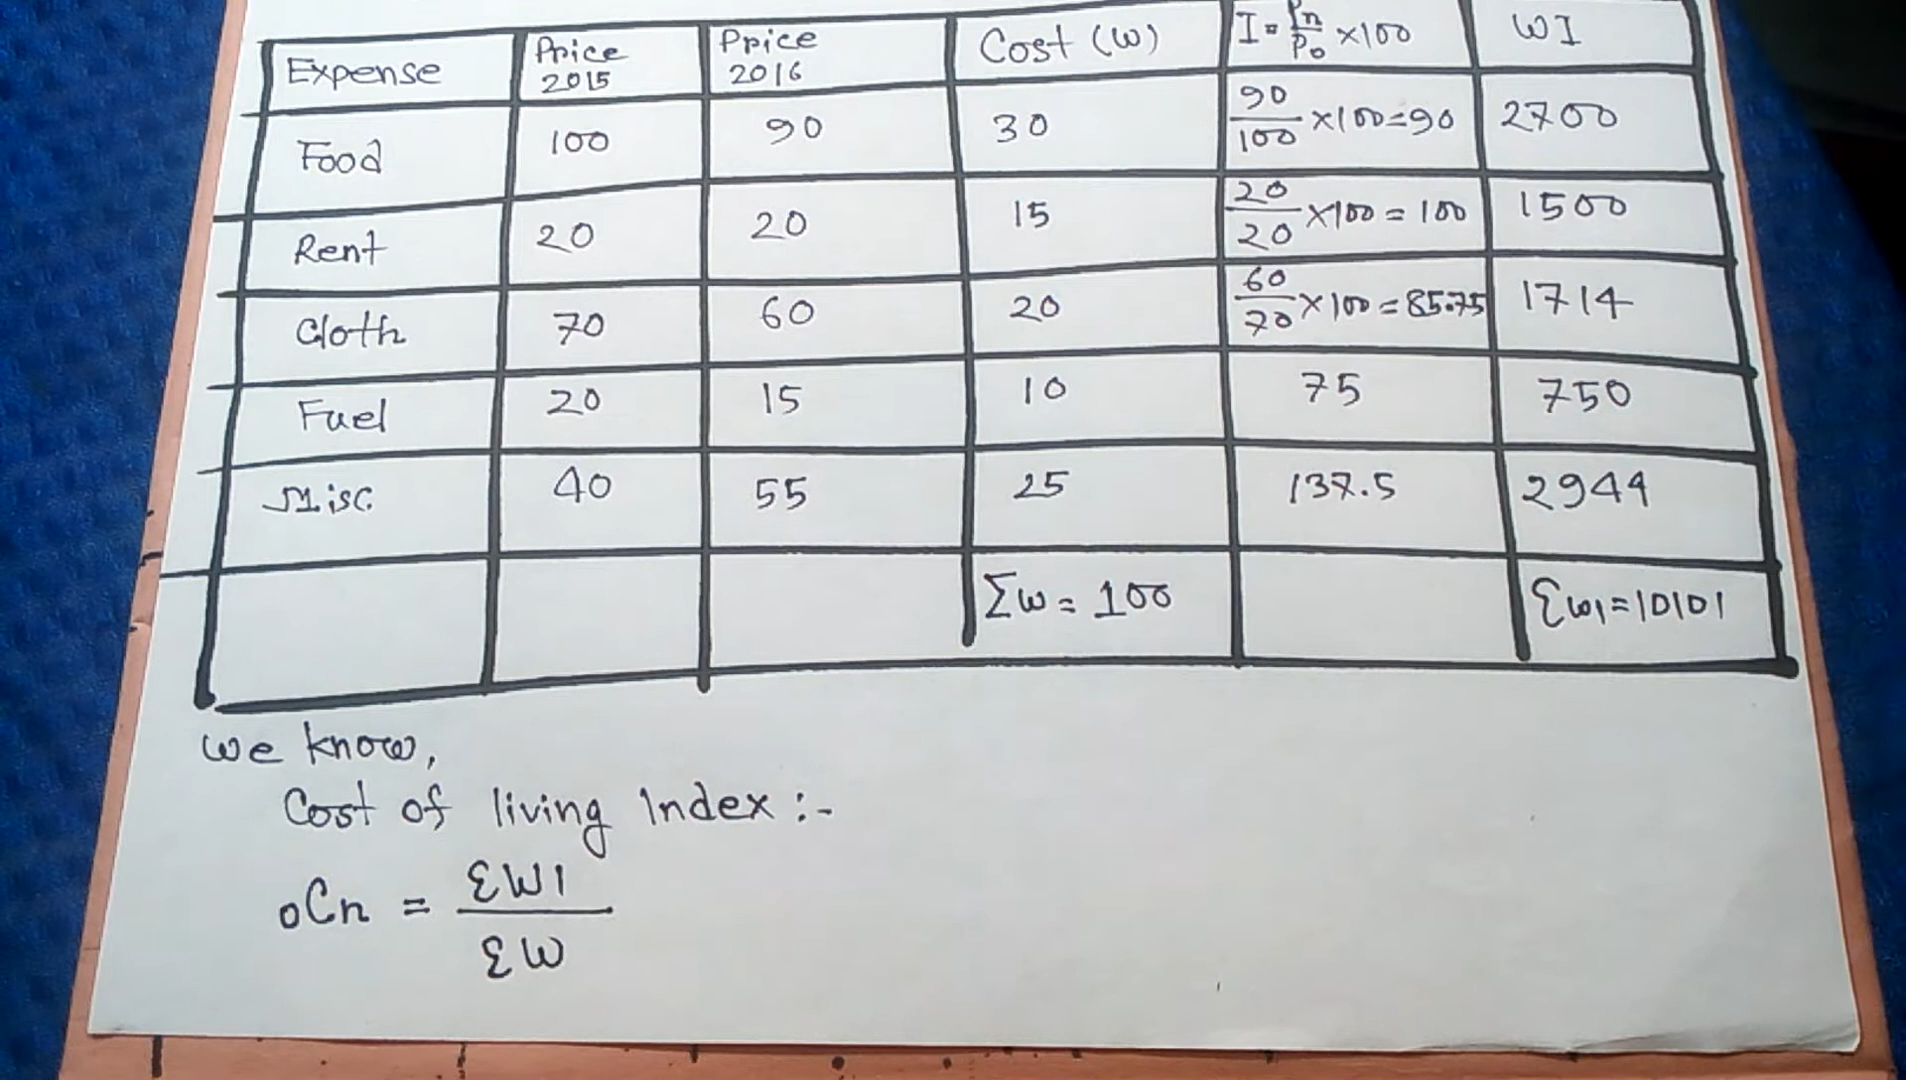 Expense Price 2015 Price 2016 Cost (W) I = Pn/Po ×100 WI
Food 100 90 30 90/100 ×100=90 2700
Rent 20 20 15 20/20 ×100 = 100 1500
Cloth 70 60 20 60/70 ×100 = 85.75 1714
Fuel 20 15 10 75 750
Misc. 40 55 25 137.5 2944
Σw = 100 ΣwI=10101
we know,
Cost of living Index :-
oCn = ΣWI / ΣW